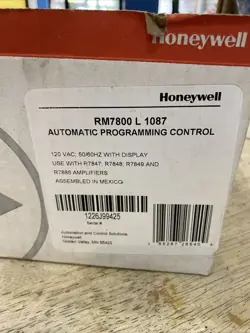 Honeywell
Honeywell
RM7800 L 1087
AUTOMATIC PROGRAMMING CONTROL
120 VAC; 50/60HZ WITH DISPLAY
USE WITH R7847; R7848; R7849 AND
R7886 AMPLIFIERS
ASSEMBLED IN MEXICO
1226J99425
Serial #
Automation and Control Solutions
Honeywell
Golden Valley, MN 55422